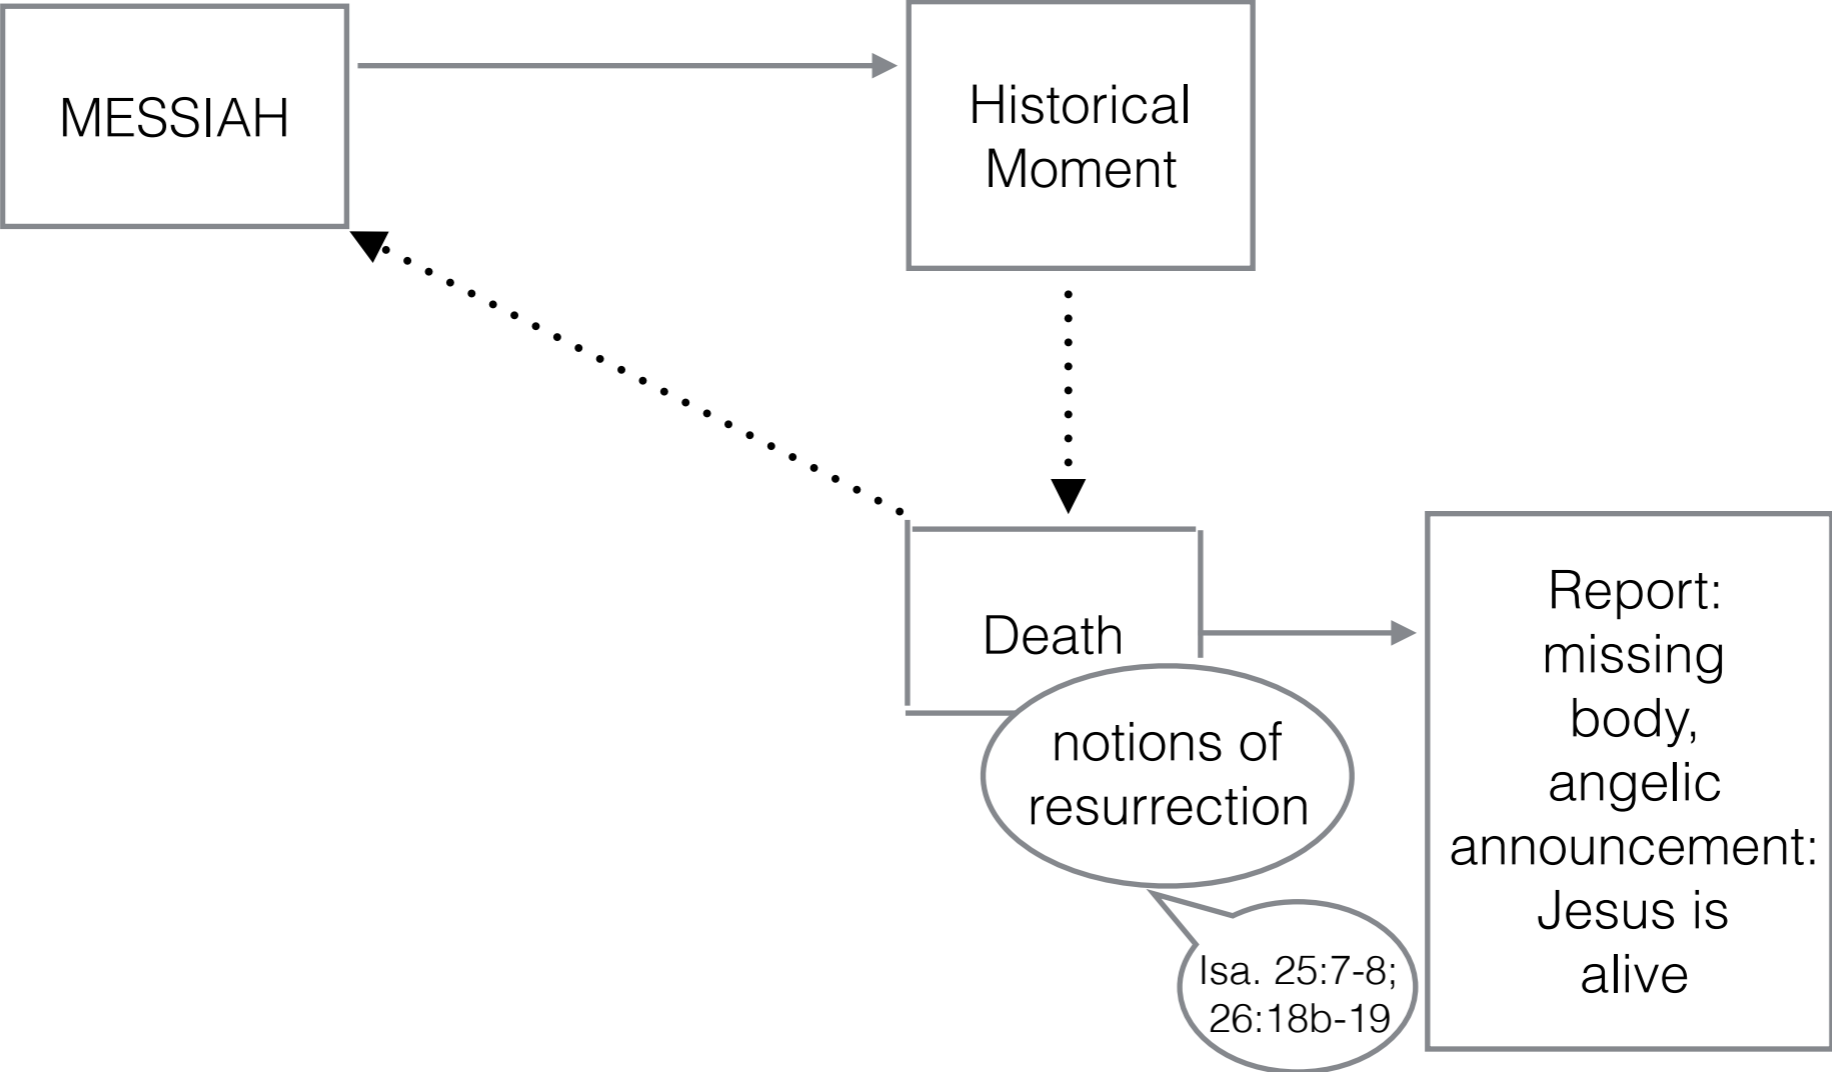 MESSIAH
Historical
Moment
Death
notions of
resurrection
Isa. 25:7-8;
26:18b-19
Report:
missing
body,
angelic
announcement:
Jesus is
alive